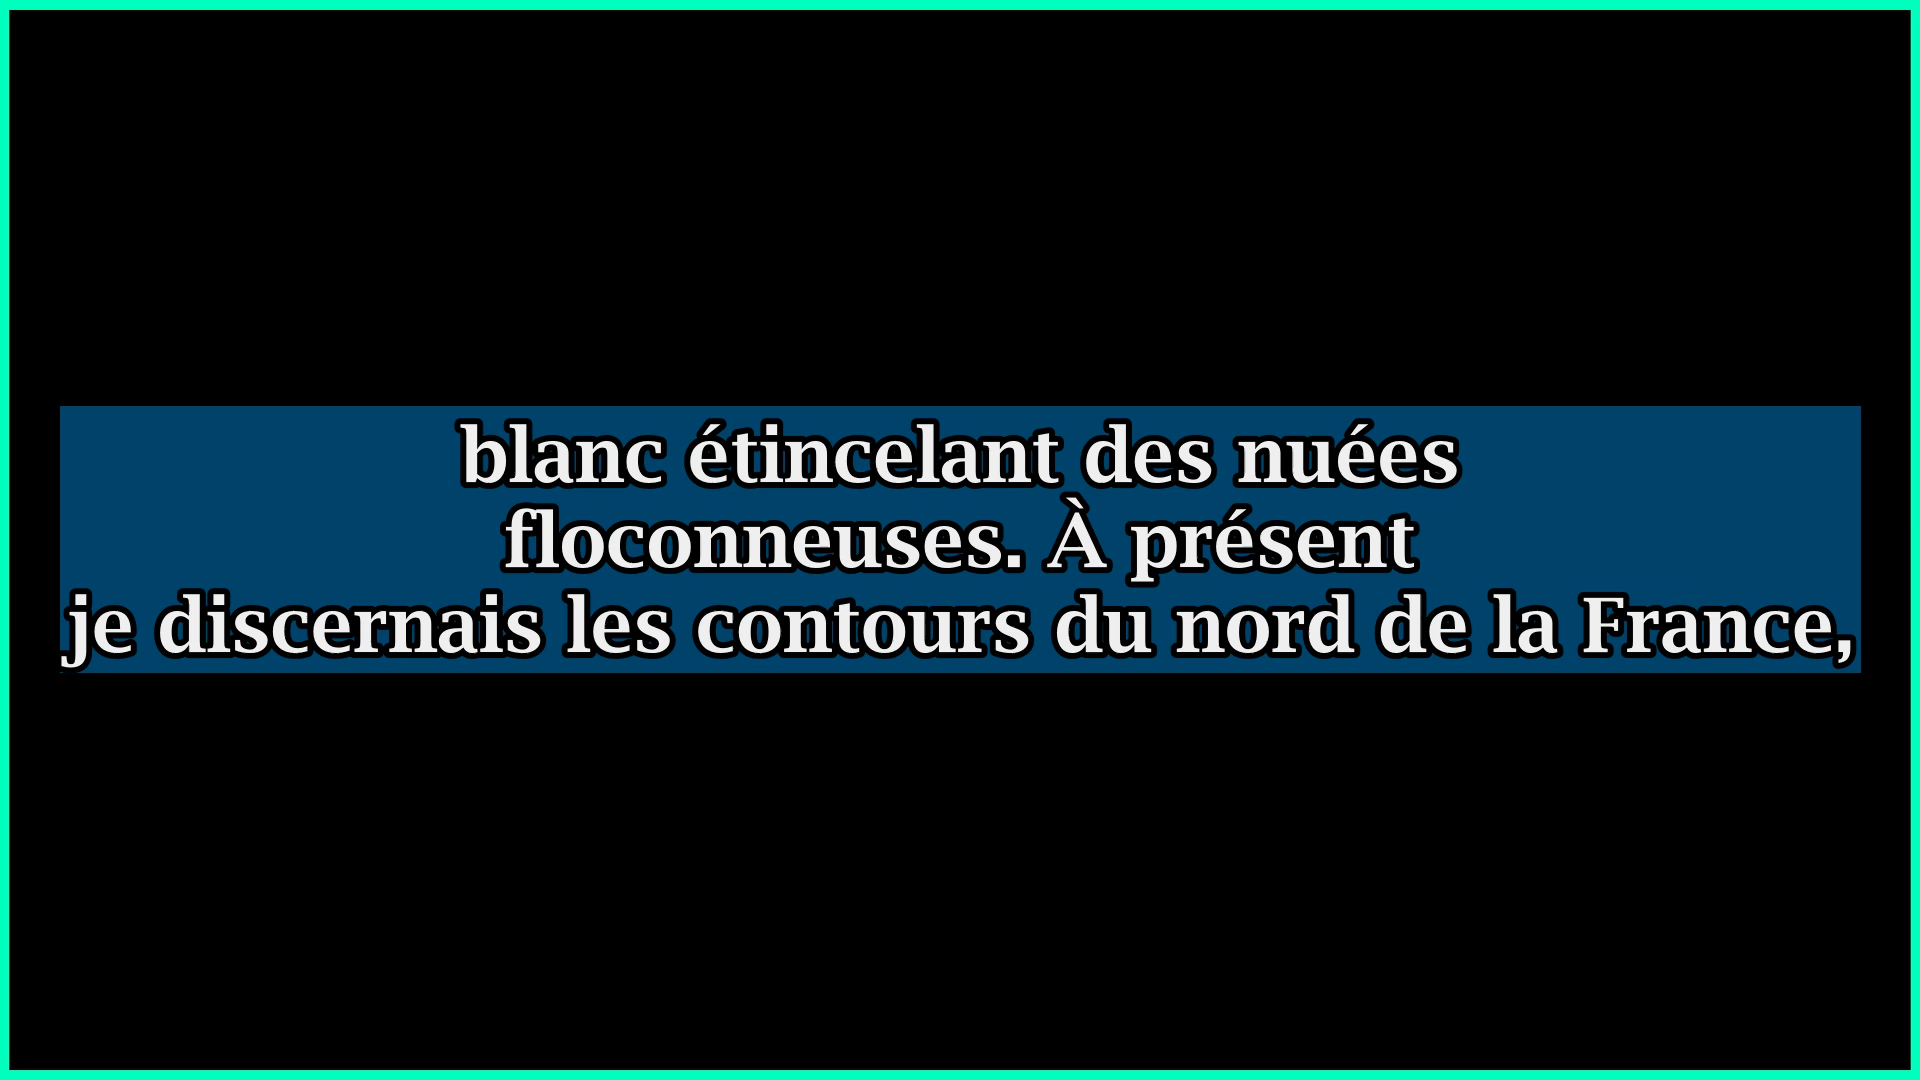 blanc étincelant des nuées
floconneuses. À présent
je discernais les contours du nord de la France,